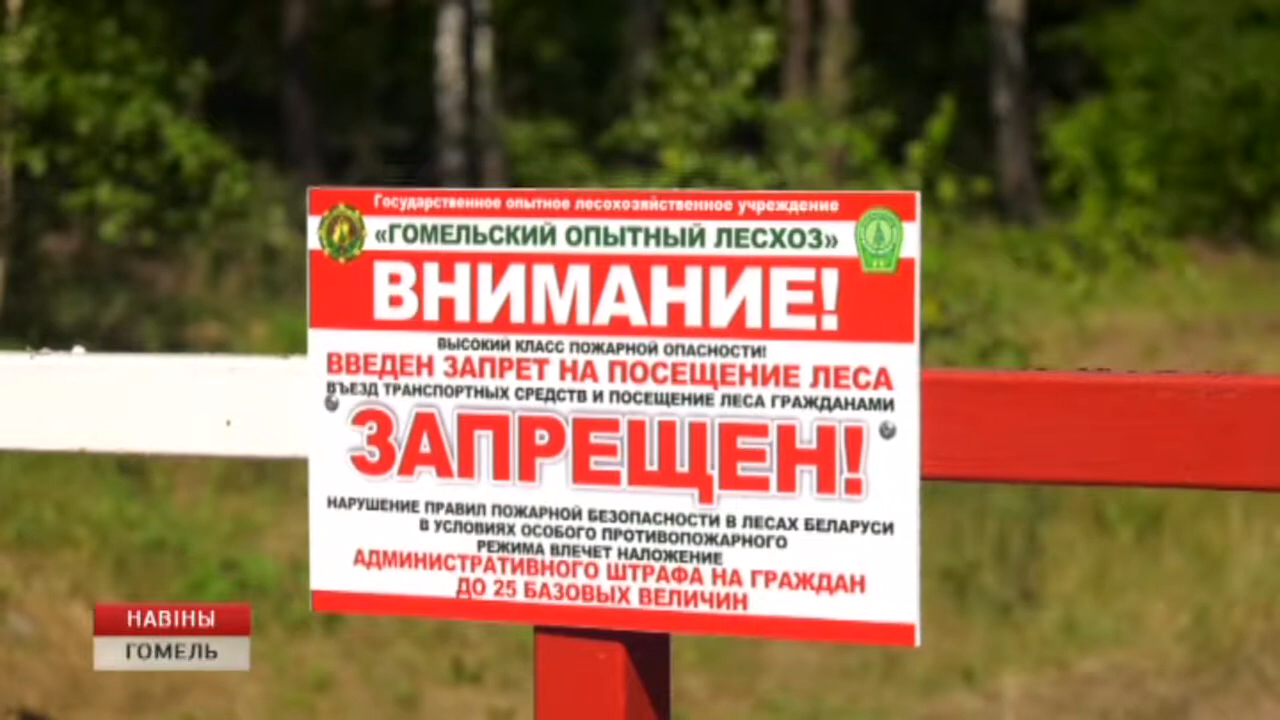 Государственное опытное лесохозяйственное учреждение
«ГОМЕЛЬСКИЙ ОПЫТНЫЙ ЛЕСХОЗ»
ВНИМАНИЕ!
ВЫСОКИЙ КЛАСС ПОЖАРНОЙ ОПАСНОСТИ!
ВВЕДЕН ЗАПРЕТ НА ПОСЕЩЕНИЕ ЛЕСА
ВЪЕЗД ТРАНСПОРТНЫХ СРЕДСТВ И ПОСЕЩЕНИЕ ЛЕСА ГРАЖДАНАМИ
ЗАПРЕЩЕН!
НАРУШЕНИЕ ПРАВИЛ ПОЖАРНОЙ БЕЗОПАСНОСТИ В ЛЕСАХ БЕЛАРУСИ
В УСЛОВИЯХ ОСОБОГО ПРОТИВОПОЖАРНОГО
РЕЖИМА ВЛЕЧЕТ НАЛОЖЕНИЕ
АДМИНИСТРАТИВНОГО ШТРАФА НА ГРАЖДАН
ДО 25 БАЗОВЫХ ВЕЛИЧИН
НАВІНЫ
ГОМЕЛЬ